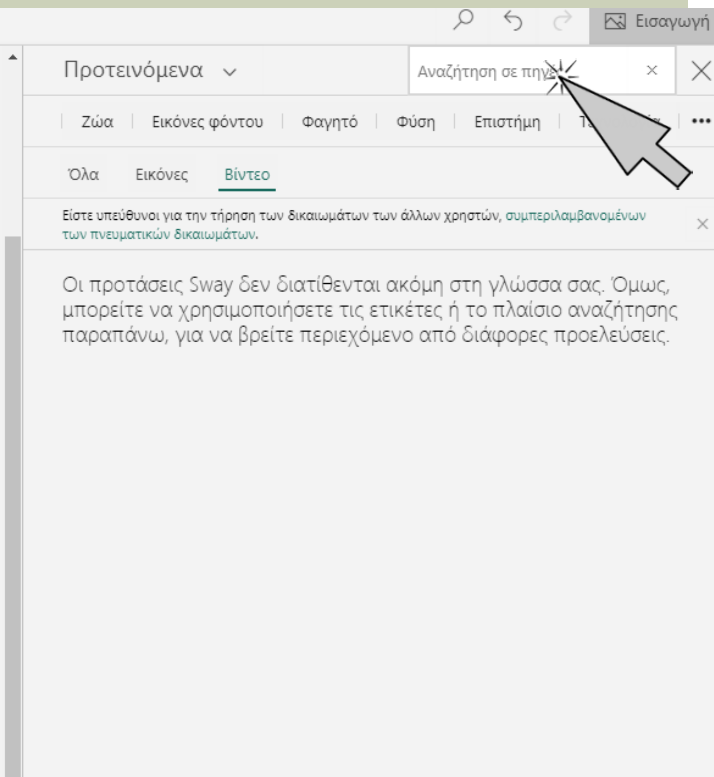 Εισαγωγή
Προτεινόμενα
Αναζήτηση σε
Ζώα Εικόνες φόντου Φαγητό Φύση Επιστήμη
Όλα Εικόνες Βίντεο
Είστε υπεύθυνοι για την τήρηση των δικαιωμάτων των άλλων χρηστών, συμπεριλαμβανομένων
των πνευματικών δικαιωμάτων.
Οι προτάσεις Sway δεν διατίθενται ακόμη στη γλώσσα σας. Όμως,
μπορείτε να χρησιμοποιήσετε τις ετικέτες ή το πλαίσιο αναζήτησης
παραπάνω, για να βρείτε περιεχόμενο από διάφορες προελεύσεις.